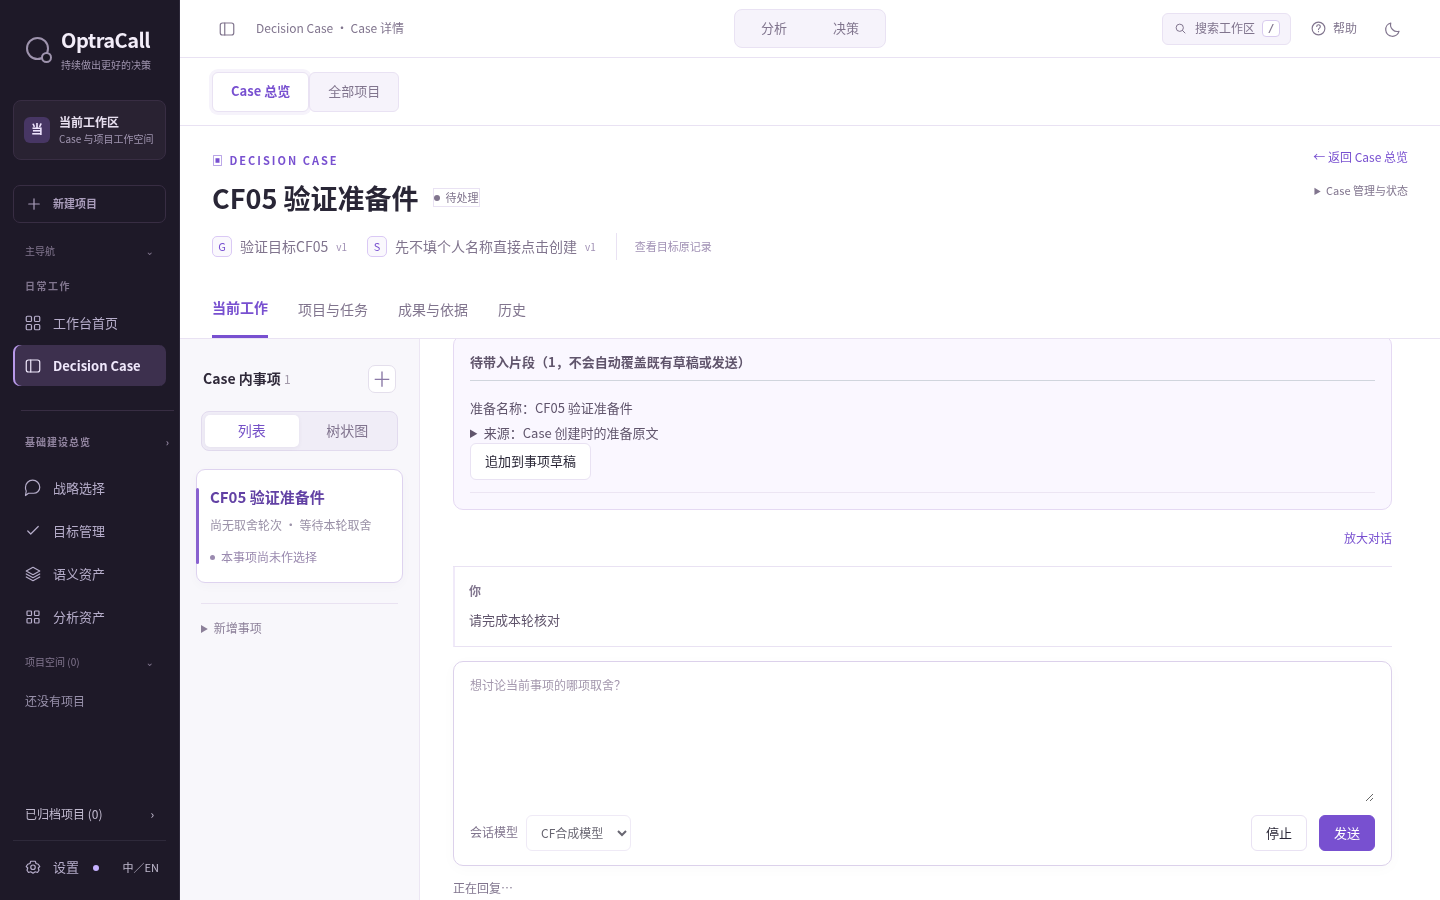 OptraCall
持续做出更好的决策
当
当前工作区
Case 与项目工作空间
新建项目
主导航
日常工作
工作台首页
Decision Case
基础建设总览
战略选择
目标管理
语义资产
分析资产
项目空间 (0)
还没有项目
已归档项目 (0)
设置
中／EN
Decision Case · Case 详情
分析
决策
搜索工作区 /
帮助
Case 总览
全部项目
DECISION CASE
CF05 验证准备件
待处理
G 验证目标CF05 v1
S 先不填个人名称直接点击创建 v1
查看目标原记录
← 返回 Case 总览
Case 管理与状态
当前工作
项目与任务
成果与依据
历史
Case 内事项 1
列表
树状图
CF05 验证准备件
尚无取舍轮次 · 等待本轮取舍
本事项尚未作选择
新增事项
待带入片段（1，不会自动覆盖既有草稿或发送）
准备名称：CF05 验证准备件
来源：Case 创建时的准备原文
追加到事项草稿
放大对话
你
请完成本轮核对
想讨论当前事项的哪项取舍？
会话模型
CF合成模型
停止
发送
正在回复…